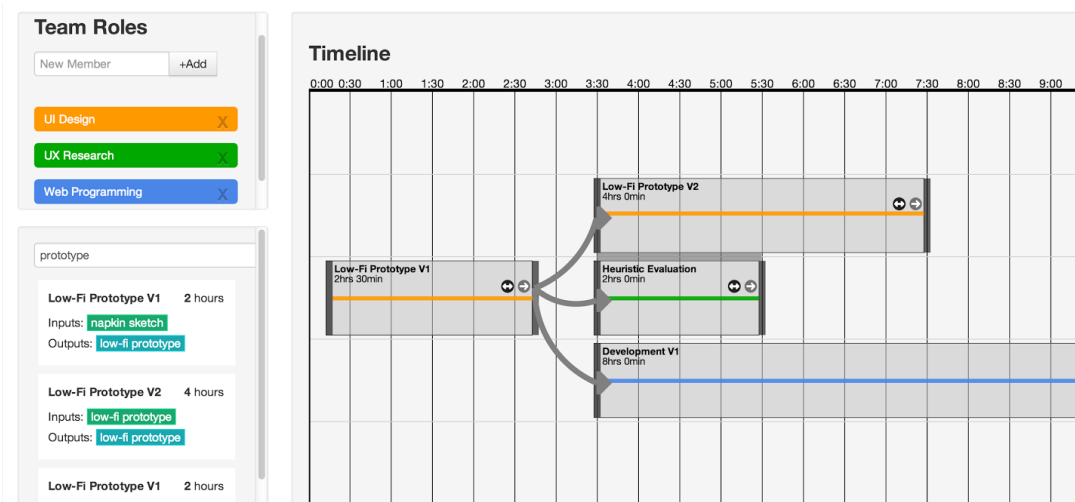 Team Roles
New Member +Add
UI Design X
UX Research X
Web Programming X
prototype
Low-Fi Prototype V1 2 hours
Inputs: napkin sketch
Outputs: low-fi prototype
Low-Fi Prototype V2 4 hours
Inputs: low-fi prototype
Outputs: low-fi prototype
Low-Fi Prototype V1 2 hours
Timeline
0:00 0:30 1:00 1:30 2:00 2:30 3:00 3:30 4:00 4:30 5:00 5:30 6:00 6:30 7:00 7:30 8:00 8:30 9:00
Low-Fi Prototype V2
4hrs 0min
Low-Fi Prototype V1
2hrs 30min
Heuristic Evaluation
2hrs 0min
Development V1
8hrs 0min